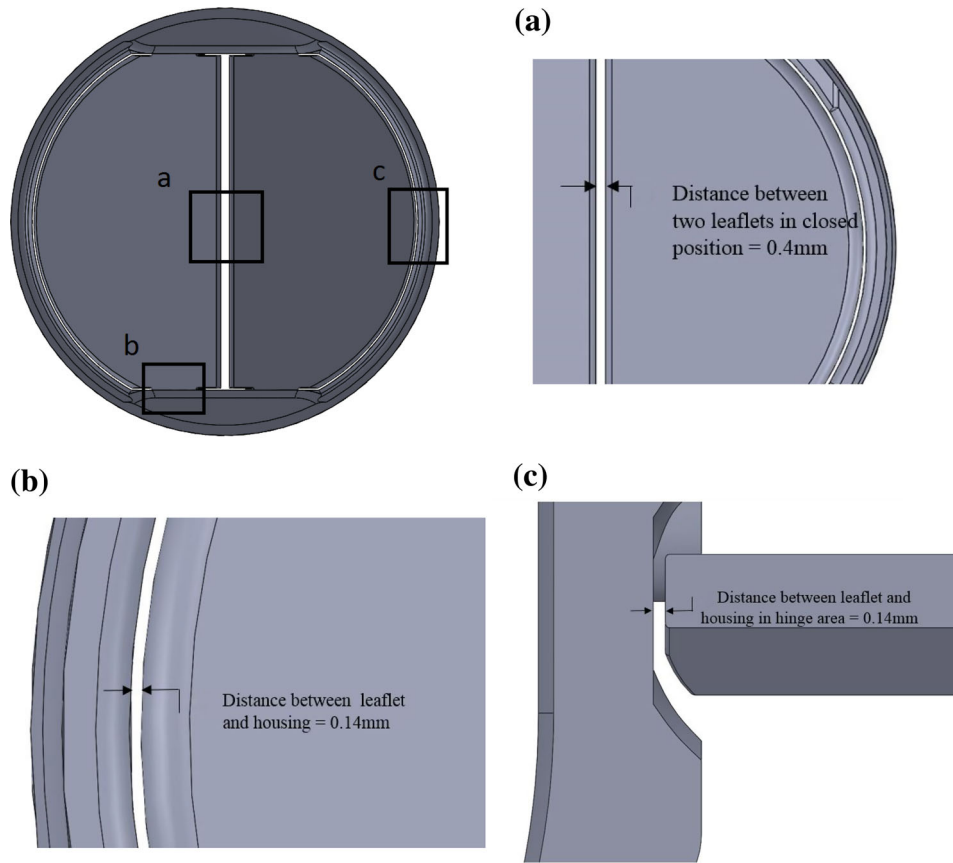 (a)
a
c
b
Distance between
two leaflets in closed
position = 0.4mm
(b)
(c)
Distance between leaflet
and housing = 0.14mm
Distance between leaflet and
housing in hinge area = 0.14mm